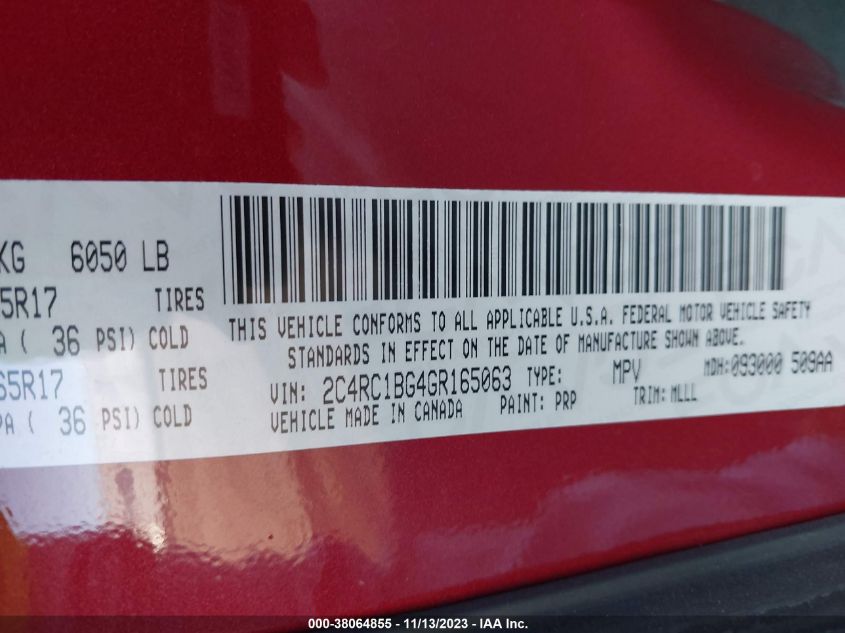 KG 6050 LB
5R17 TIRES
A ( 36 PSI) COLD
65R17 TIRES
PA ( 36 PSI) COLD
THIS VEHICLE CONFORMS TO ALL APPLICABLE U.S.A. FEDERAL MOTOR VEHICLE SAFETY
STANDARDS IN EFFECT ON THE DATE OF MANUFACTURE SHOWN ABOVE.
VIN: 2C4RC1BG4GR165063 TYPE: MPV MDH:093000 509AA
VEHICLE MADE IN CANADA PAINT: PRP TRIM: MLLL
000-38064855 — 11/13/2023 — IAA Inc.